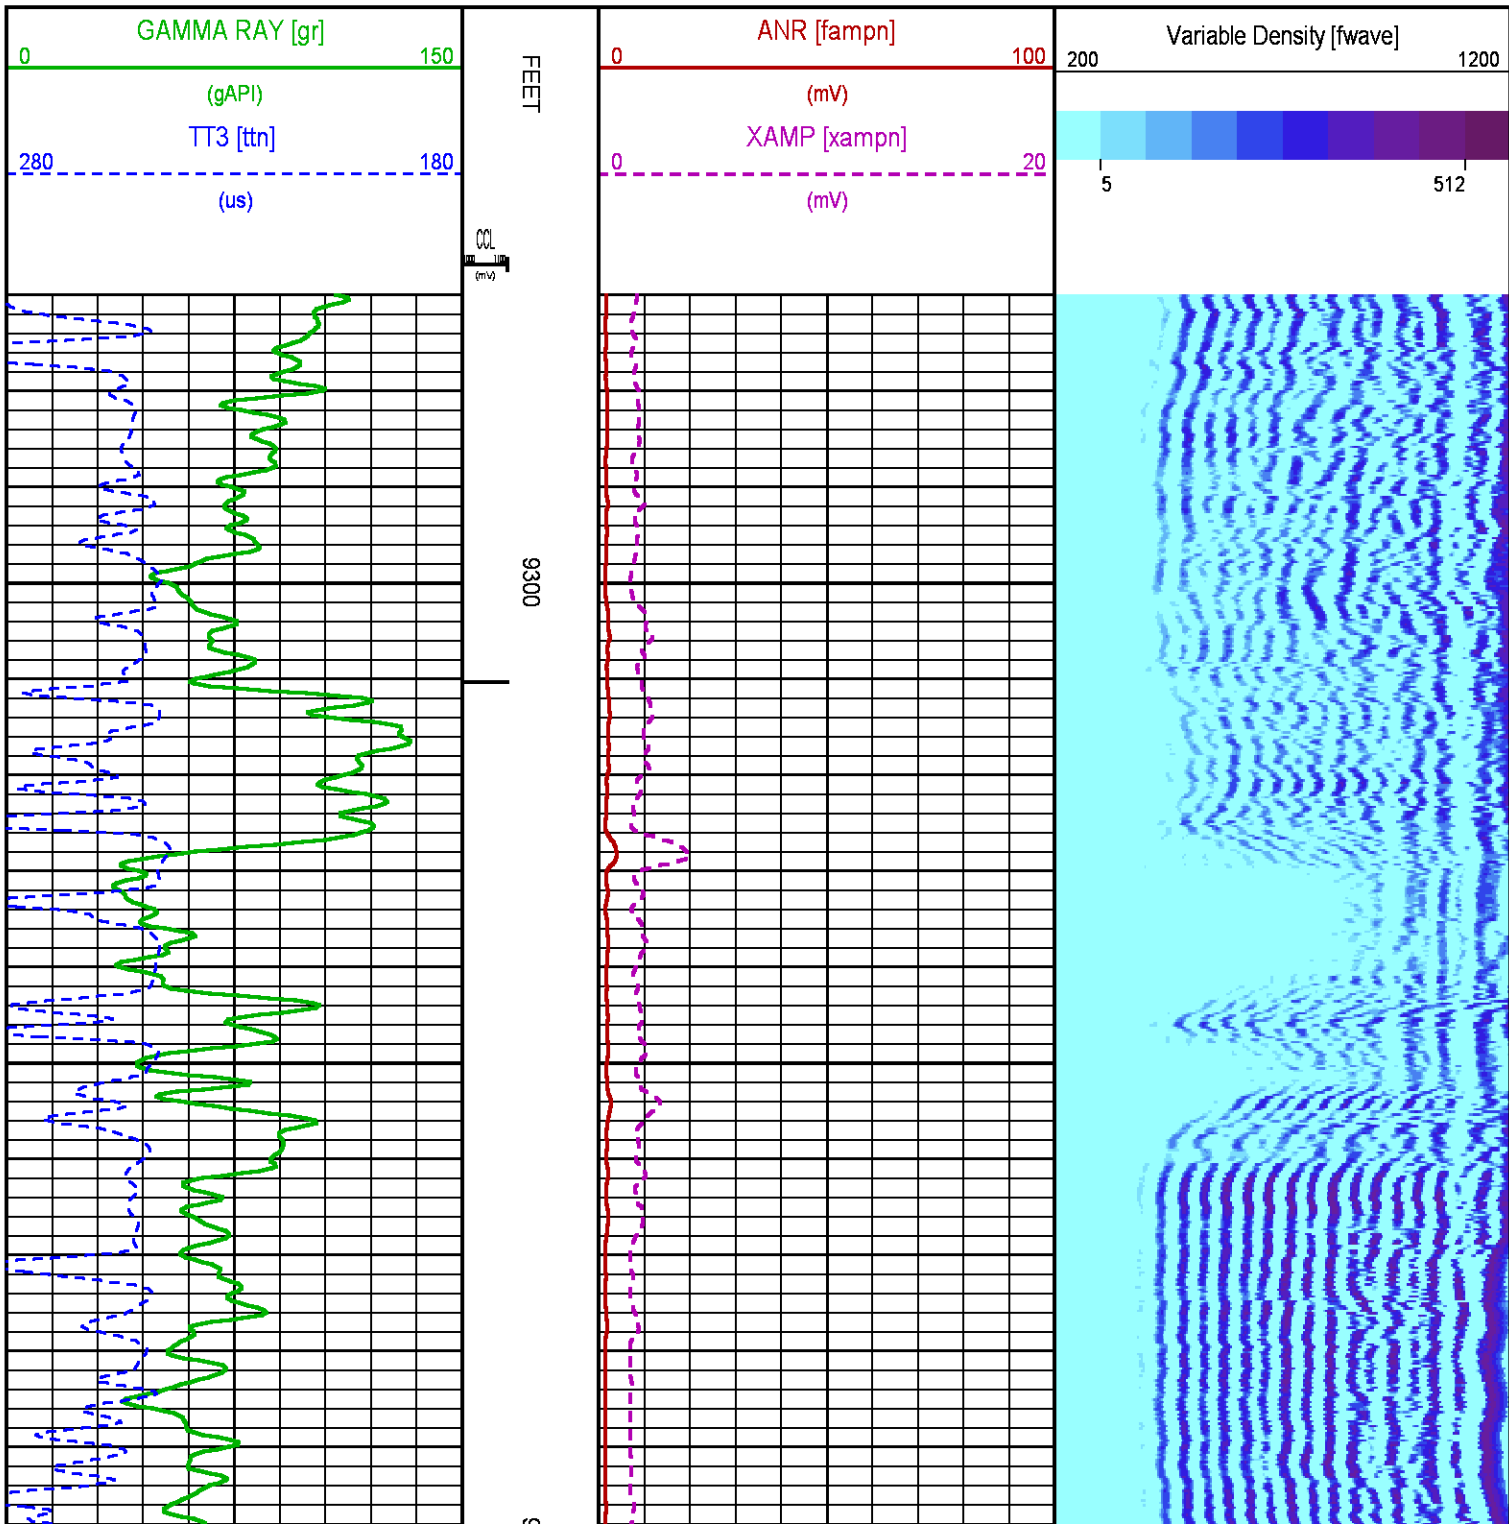 GAMMA RAY [gr]
0 150
(gAPI)
TT3 [ttn]
280 180
(us)
FEET
CCL
(mV)
ANR [fampn]
0 100
(mV)
XAMP [xampn]
0 20
(mV)
Variable Density [fwave]
200 1200
5 512
9300